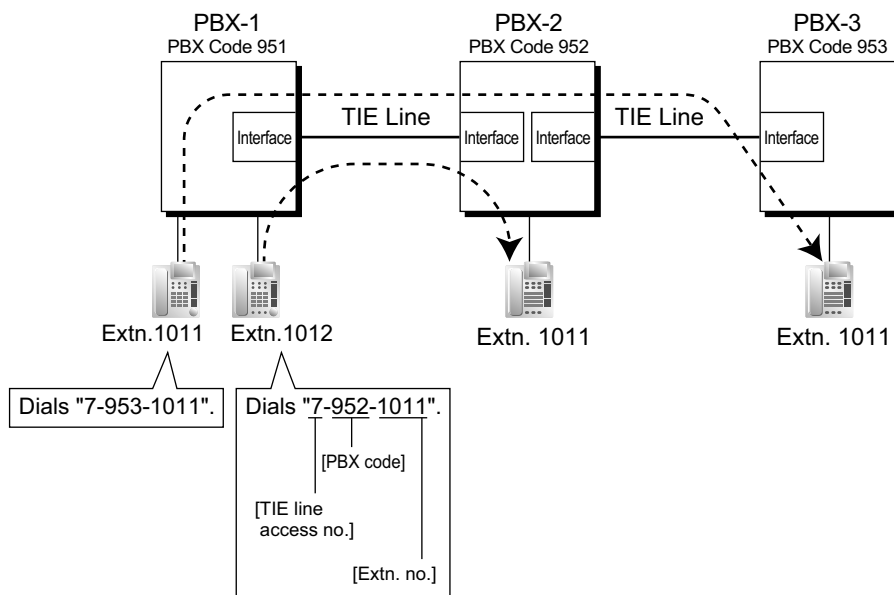 PBX-1
PBX Code 951
PBX-2
PBX Code 952
PBX-3
PBX Code 953
TIE Line
TIE Line
Interface
Interface
Interface
Interface
Extn.1011
Extn.1012
Extn. 1011
Extn. 1011
Dials "7-953-1011".
Dials "7-952-1011".
[PBX code]
[TIE line
access no.]
[Extn. no.]